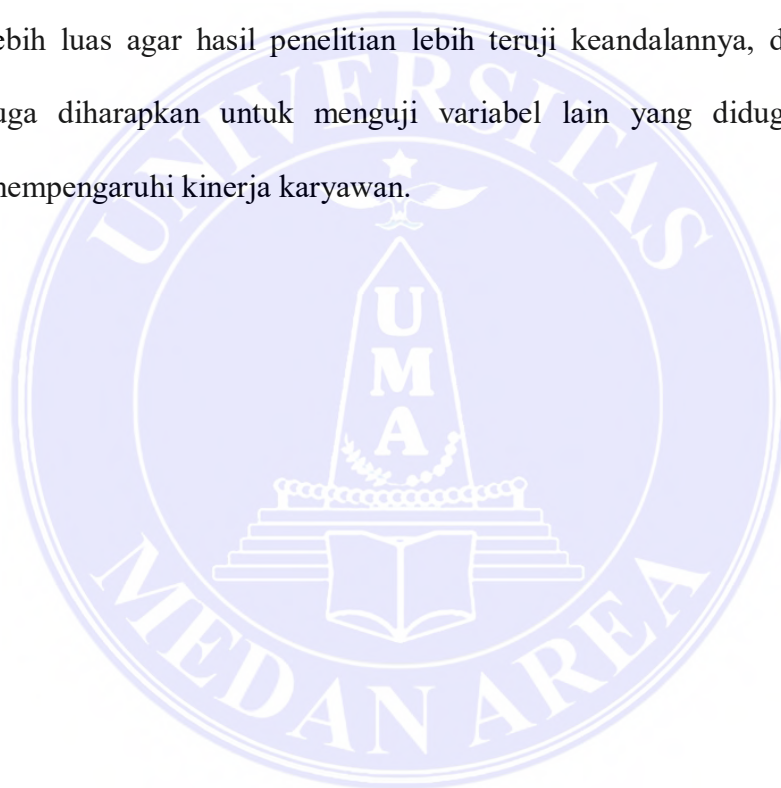 ebih luas agar hasil penelitian lebih teruji keandalannya, d
uga diharapkan untuk menguji variabel lain yang didug
mempengaruhi kinerja karyawan.
UNIVERSITAS
U
M
A
MEDAN AREA